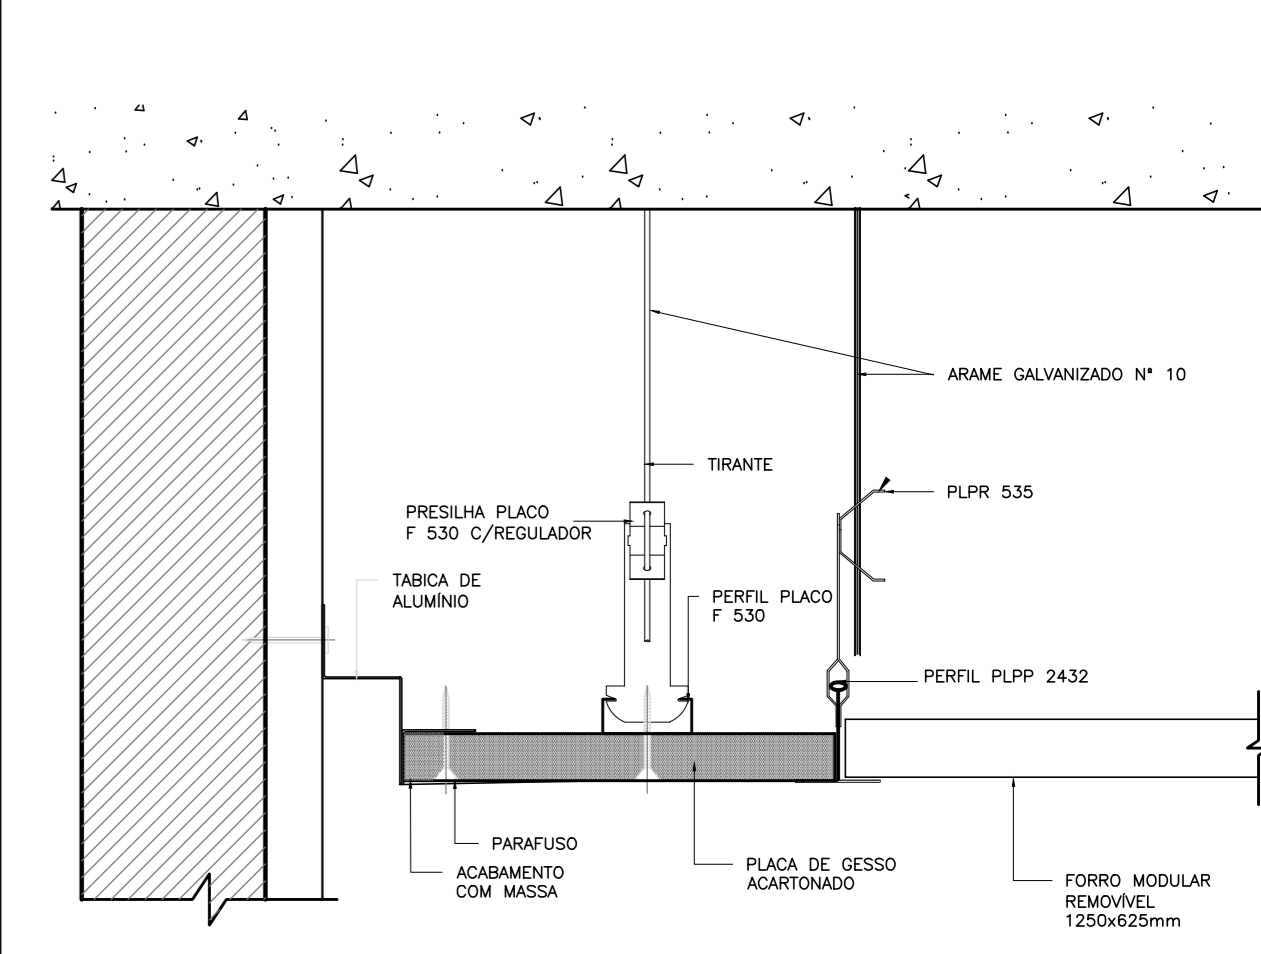 ARAME GALVANIZADO Nº 10
TIRANTE
PLPR 535
PRESILHA PLACO
F 530 C/REGULADOR
TABICA DE
ALUMÍNIO
PERFIL PLACO
F 530
PERFIL PLPP 2432
PARAFUSO
ACABAMENTO
COM MASSA
PLACA DE GESSO
ACARTONADO
FORRO MODULAR
REMOVÍVEL
1250x625mm